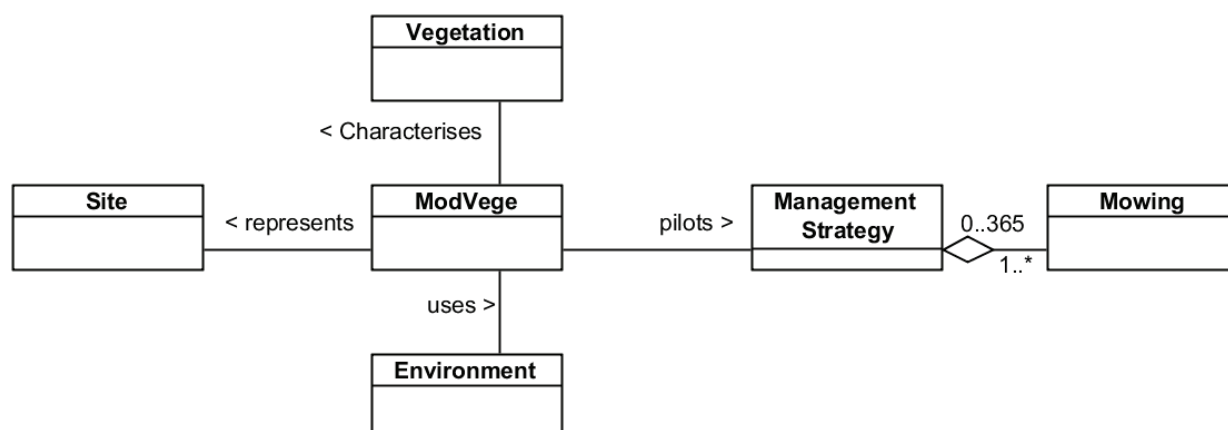 Vegetation
< Characterises
Site
< represents
ModVege
pilots >
Management
Strategy
0..365
1..*
Mowing
uses >
Environment